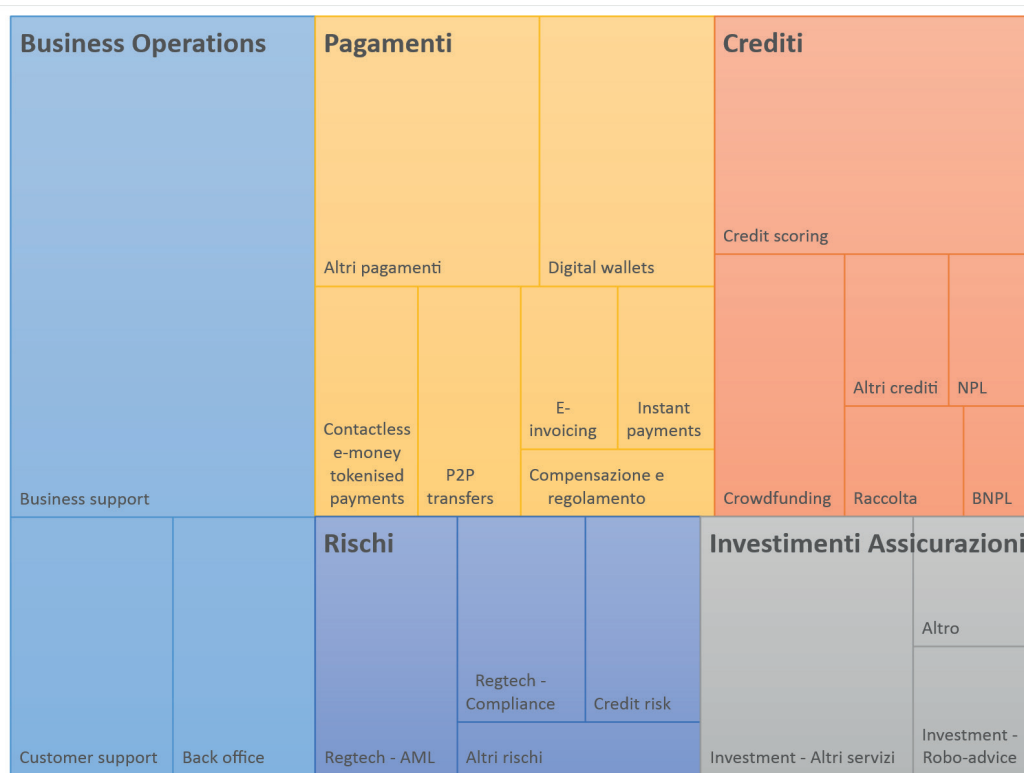 Business Operations
Business support
Customer support
Back office
Pagamenti
Altri pagamenti
Digital wallets
Contactless
e-money
tokenised
payments
P2P
transfers
E-
invoicing
Instant
payments
Compensazione e
regolamento
Crediti
Credit scoring
Crowdfunding
Altri crediti
NPL
Raccolta
BNPL
Rischi
Regtech - AML
Regtech -
Compliance
Credit risk
Altri rischi
Investimenti Assicurazioni
Investment - Altri servizi
Altro
Investment -
Robo-advice